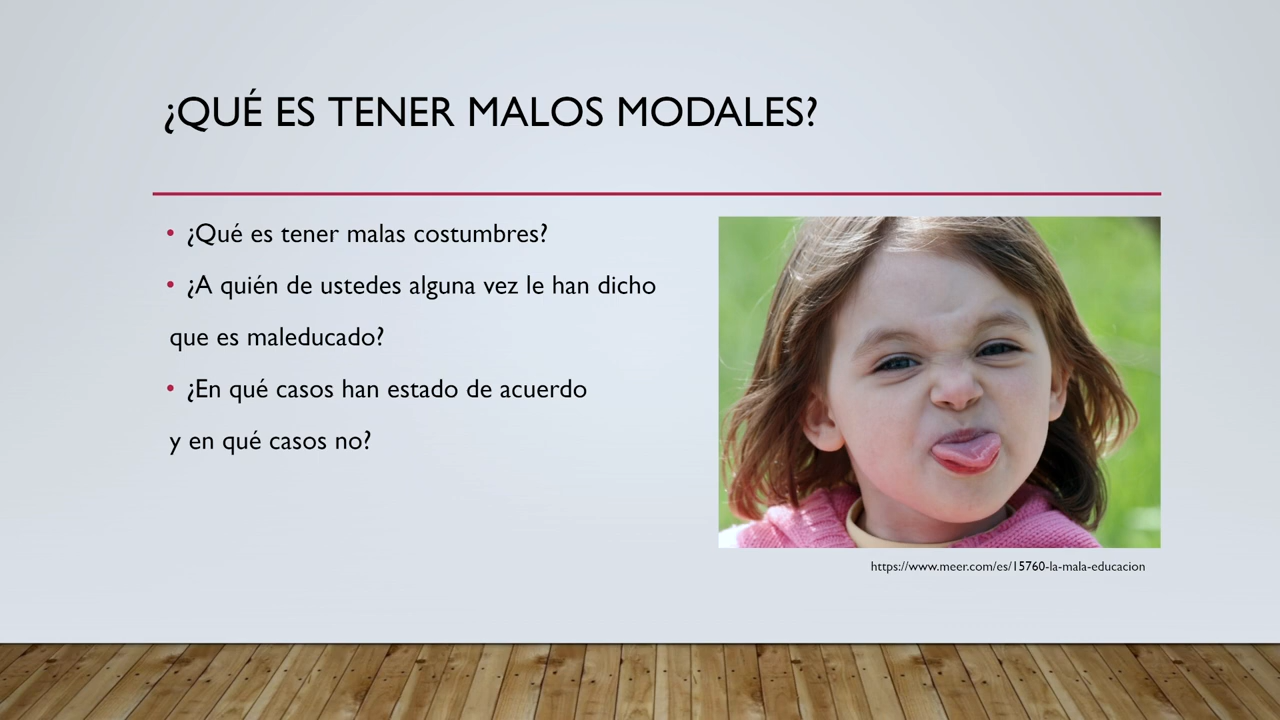 ¿QUÉ ES TENER MALOS MODALES?
• ¿Qué es tener malas costumbres?
• ¿A quién de ustedes alguna vez le han dicho
que es maleducado?
• ¿En qué casos han estado de acuerdo
y en qué casos no?
https://www.meer.com/es/15760-la-mala-educacion